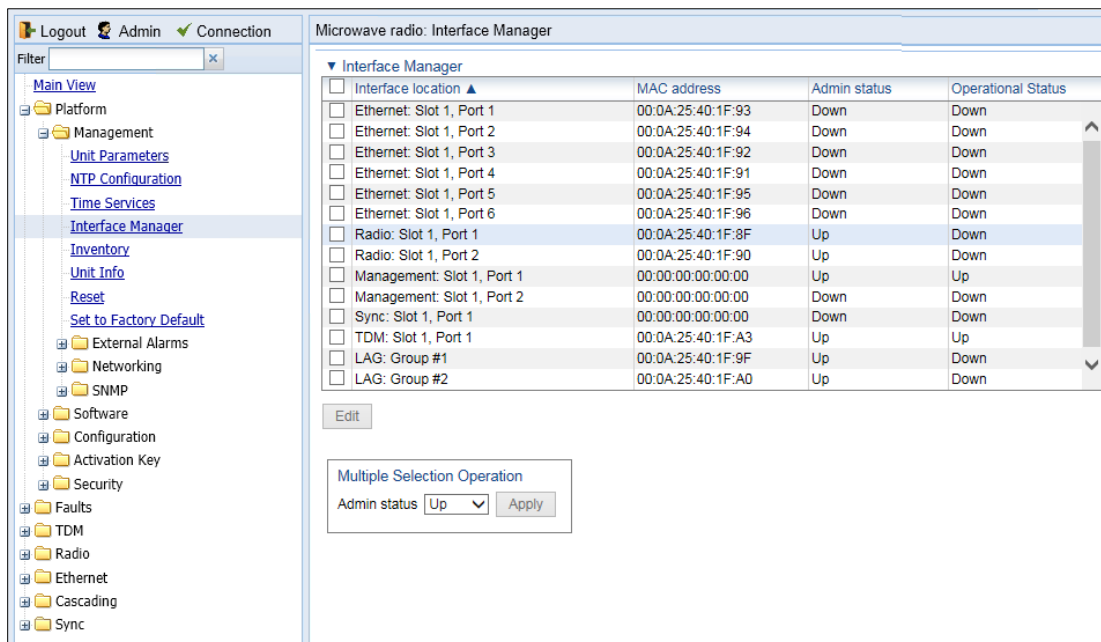 Logout Admin Connection
Filter
Main View
Platform
Management
Unit Parameters
NTP Configuration
Time Services
Interface Manager
Inventory
Unit Info
Reset
Set to Factory Default
External Alarms
Networking
SNMP
Software
Configuration
Activation Key
Security
Faults
TDM
Radio
Ethernet
Cascading
Sync
Microwave radio: Interface Manager
▼ Interface Manager
Interface location ▲ MAC address Admin status Operational Status
Ethernet: Slot 1, Port 1 00:0A:25:40:1F:93 Down Down
Ethernet: Slot 1, Port 2 00:0A:25:40:1F:94 Down Down
Ethernet: Slot 1, Port 3 00:0A:25:40:1F:92 Down Down
Ethernet: Slot 1, Port 4 00:0A:25:40:1F:91 Down Down
Ethernet: Slot 1, Port 5 00:0A:25:40:1F:95 Down Down
Ethernet: Slot 1, Port 6 00:0A:25:40:1F:96 Down Down
Radio: Slot 1, Port 1 00:0A:25:40:1F:8F Up Down
Radio: Slot 1, Port 2 00:0A:25:40:1F:90 Up Down
Management: Slot 1, Port 1 00:00:00:00:00:00 Up Up
Management: Slot 1, Port 2 00:00:00:00:00:00 Down Down
Sync: Slot 1, Port 1 00:00:00:00:00:00 Down Down
TDM: Slot 1, Port 1 00:0A:25:40:1F:A3 Up Up
LAG: Group #1 00:0A:25:40:1F:9F Up Down
LAG: Group #2 00:0A:25:40:1F:A0 Up Down
Edit
Multiple Selection Operation
Admin status Up Apply